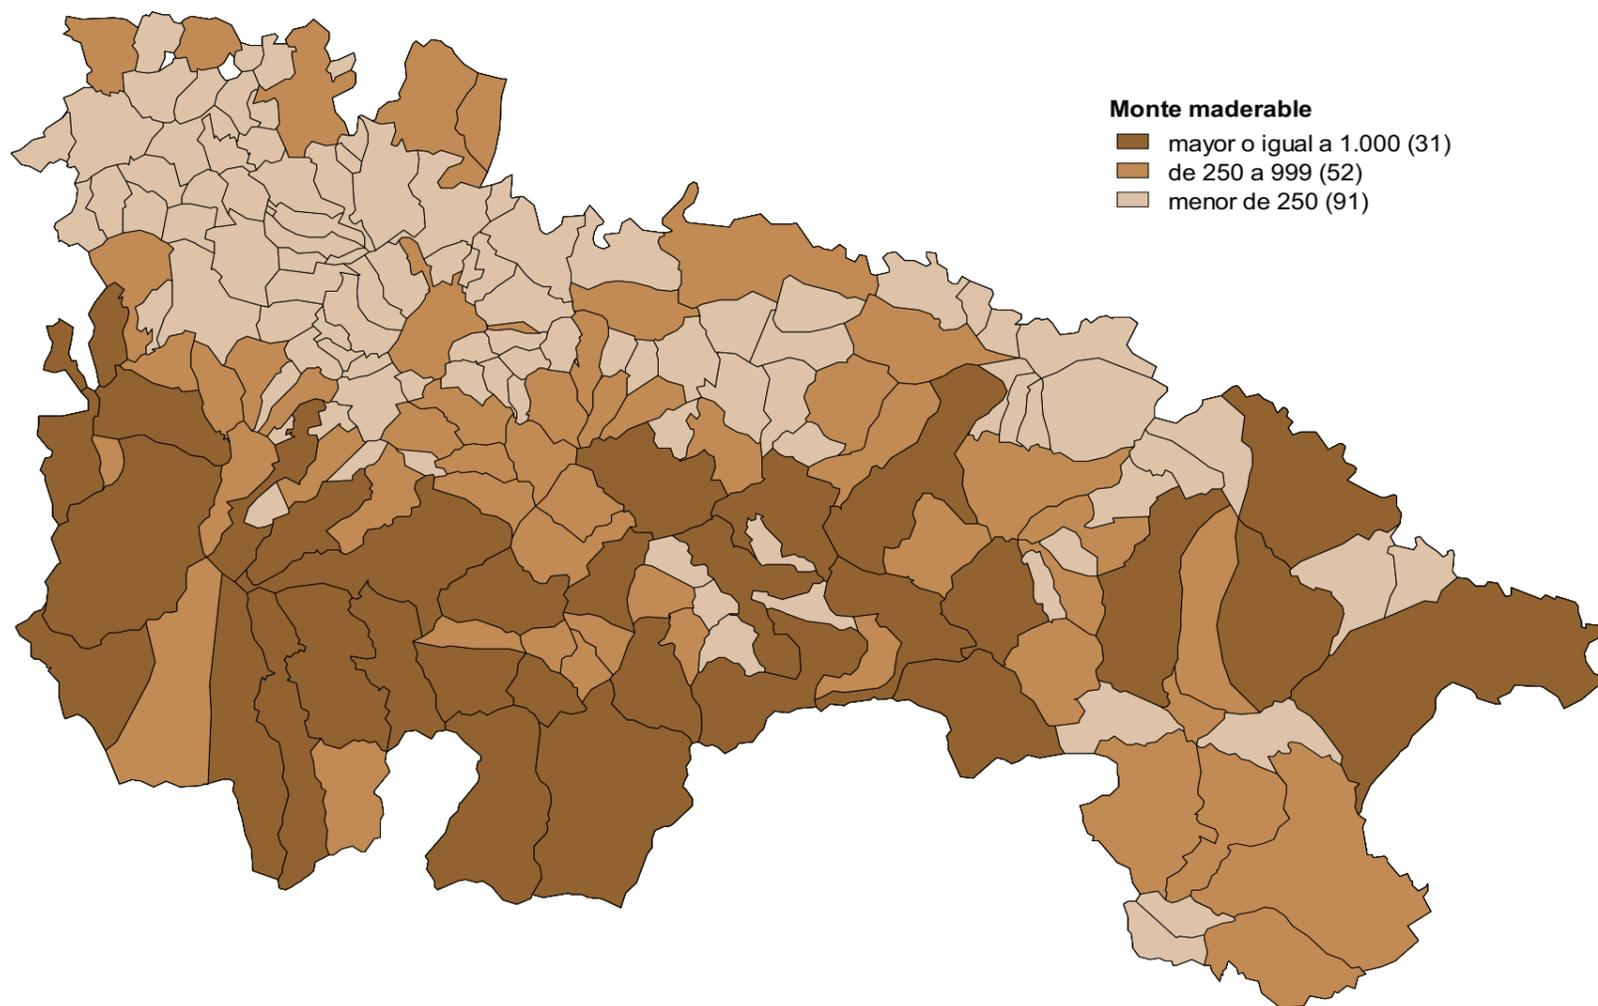 Monte maderable
mayor o igual a 1.000 (31)
de 250 a 999 (52)
menor de 250 (91)